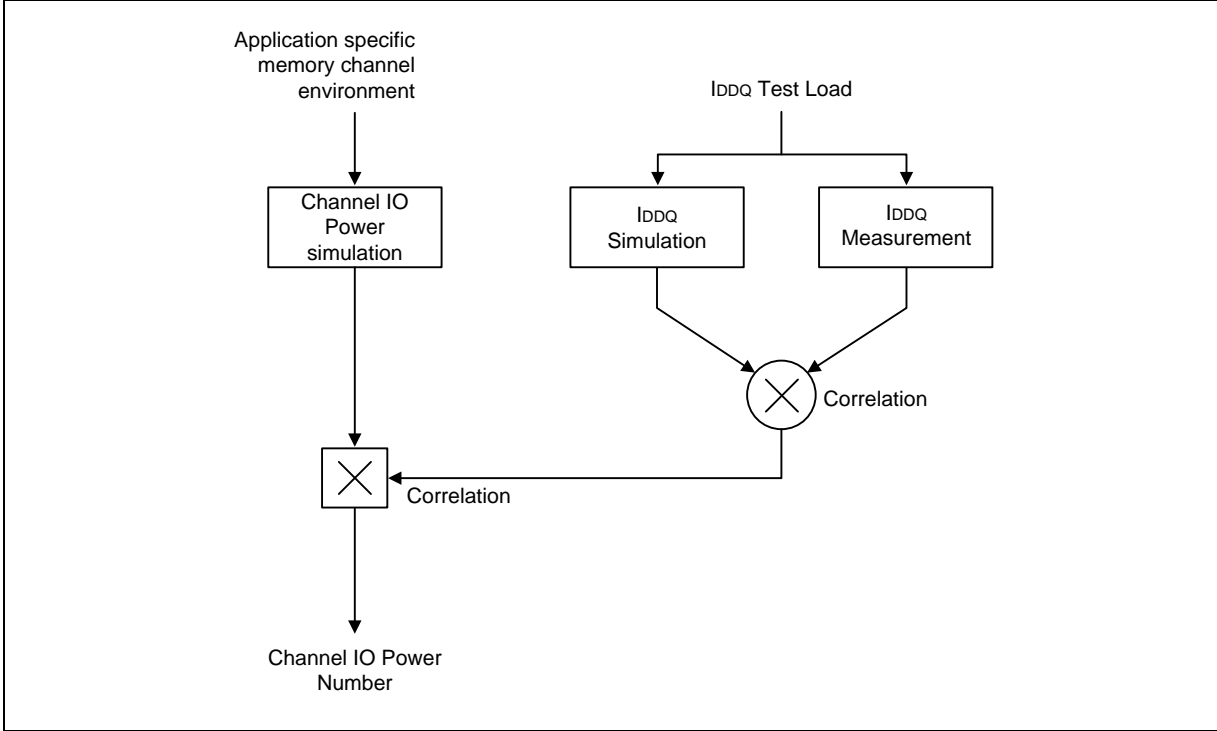 Application specific
memory channel
environment
IDDQ Test Load
Channel IO
Power
simulation
IDDQ
Simulation
IDDQ
Measurement
Correlation
Correlation
Channel IO Power
Number